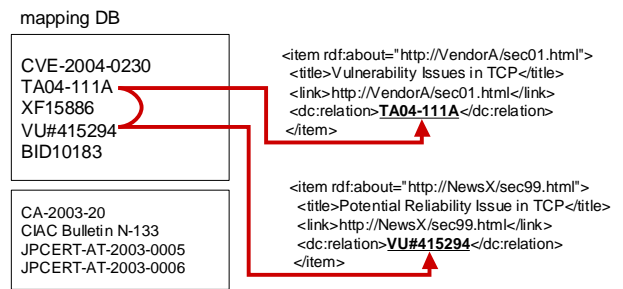 mapping DB
CVE-2004-0230
TA04-111A
XF15886
VU#415294
BID10183
CA-2003-20
CIAC Bulletin N-133
JPCERT-AT-2003-0005
JPCERT-AT-2003-0006
<item rdf:about="http://VendorA/sec01.html">
<title>Vulnerability Issues in TCP</title>
<link>http://VendorA/sec01.html</link>
<dc:relation>TA04-111A</dc:relation>
</item>
<item rdf:about="http://NewsX/sec99.html">
<title>Potential Reliability Issue in TCP</title>
<link>http://NewsX/sec99.html</link>
<dc:relation>VU#415294</dc:relation>
</item>